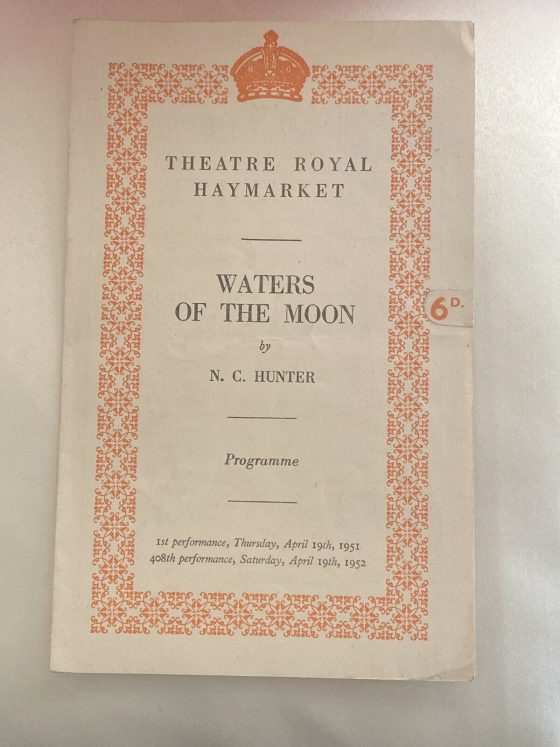 THEATRE ROYAL
HAYMARKET
WATERS
OF THE MOON
6D.
by
N. C. HUNTER
Programme
1st performance, Thursday, April 19th, 1951
408th performance, Saturday, April 19th, 1952